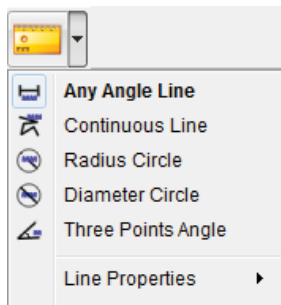 Any Angle Line
Continuous Line
Radius Circle
Diameter Circle
Three Points Angle
Line Properties